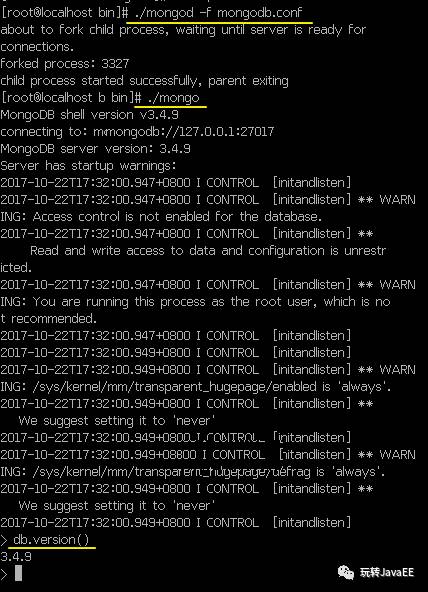 [root@localhost bin]# ./mongod -f mongodb.conf
about to fork child process, waiting until server is ready for
connections.
forked process: 3327
child process started successfully, parent exiting
[root@localhost b bin]# ./mongo
MongoDB shell version v3.4.9
connecting to: mmongodb://127.0.0.1:27017
MongoDB server version: 3.4.9
Server has startup warnings:
2017-10-22T17:32:00.947+0800 I CONTROL [initandlisten]
2017-10-22T17:32:00.947+0800 I CONTROL [initandlisten] ** WARN
ING: Access control is not enabled for the database.
2017-10-22T17:32:00.947+0800 I CONTROL [initandlisten] **
Read and write access to data and configuration is unrestr
icted.
2017-10-22T17:32:00.947+0800 I CONTROL [initandlisten] ** WARN
ING: You are running this process as the root user, which is no
t recommended.
2017-10-22T17:32:00.947+0800 I CONTROL [initandlisten]
2017-10-22T17:32:00.949+0800 I CONTROL [initandlisten]
2017-10-22T17:32:00.949+0800 I CONTROL [initandlisten] ** WARN
ING: /sys/kernel/mm/transparent_hugepage/enabled is 'always'.
2017-10-22T17:32:00.949+0800 I CONTROL [initandlisten] **
We suggest setting it to 'never'
2017-10-22T17:32:00.949+0800 I CONTROL [initandlisten]
2017-10-22T17:32:00.949+0800 I CONTROL [initandlisten] ** WARN
ING: /sys/kernel/mm/transparent_hugepage/defrag is 'always'.
2017-10-22T17:32:00.949+0800 I CONTROL [initandlisten] **
We suggest setting it to 'never'
2017-10-22T17:32:00.949+0800 I CONTROL [initandlisten]
> db.version()
3.4.9
>
玩转JavaEE